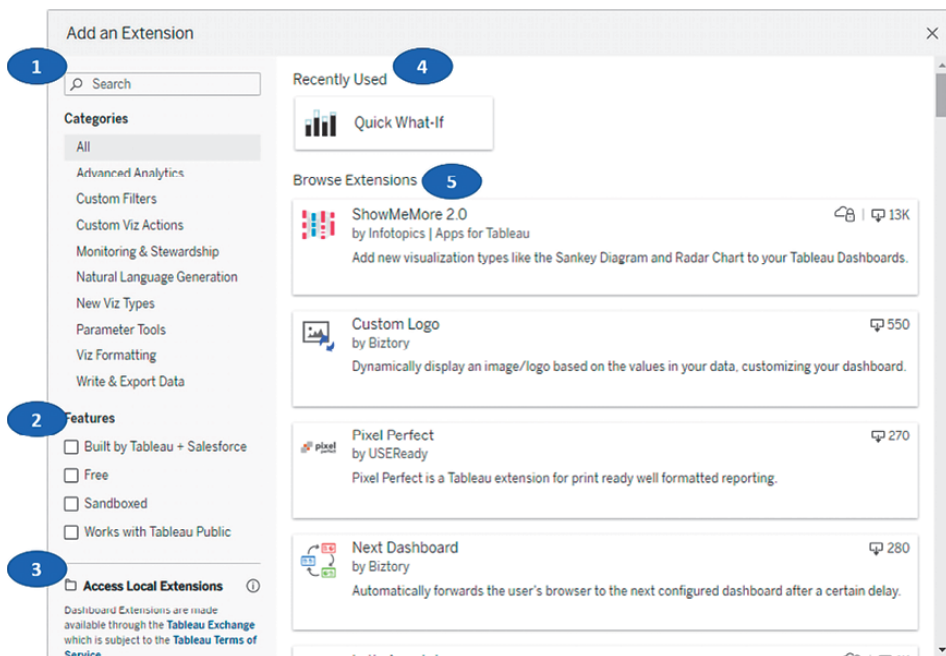 Add an Extension
1
Search
Categories
All
Advanced Analytics
Custom Filters
Custom Viz Actions
Monitoring & Stewardship
Natural Language Generation
New Viz Types
Parameter Tools
Viz Formatting
Write & Export Data
2
Features
Built by Tableau + Salesforce
Free
Sandboxed
Works with Tableau Public
3
Access Local Extensions
Dashboard Extensions are made
available through the Tableau Exchange
which is subject to the Tableau Terms of
Service
4
Recently Used
Quick What-If
Browse Extensions
5
ShowMeMore 2.0
13K
by Infotopics | Apps for Tableau
Add new visualization types like the Sankey Diagram and Radar Chart to your Tableau Dashboards.
Custom Logo
550
by Biztory
Dynamically display an image/logo based on the values in your data, customizing your dashboard.
pixel
Pixel Perfect
270
by USEReady
Pixel Perfect is a Tableau extension for print ready well formatted reporting.
Next Dashboard
280
by Biztory
Automatically forwards the user's browser to the next configured dashboard after a certain delay.